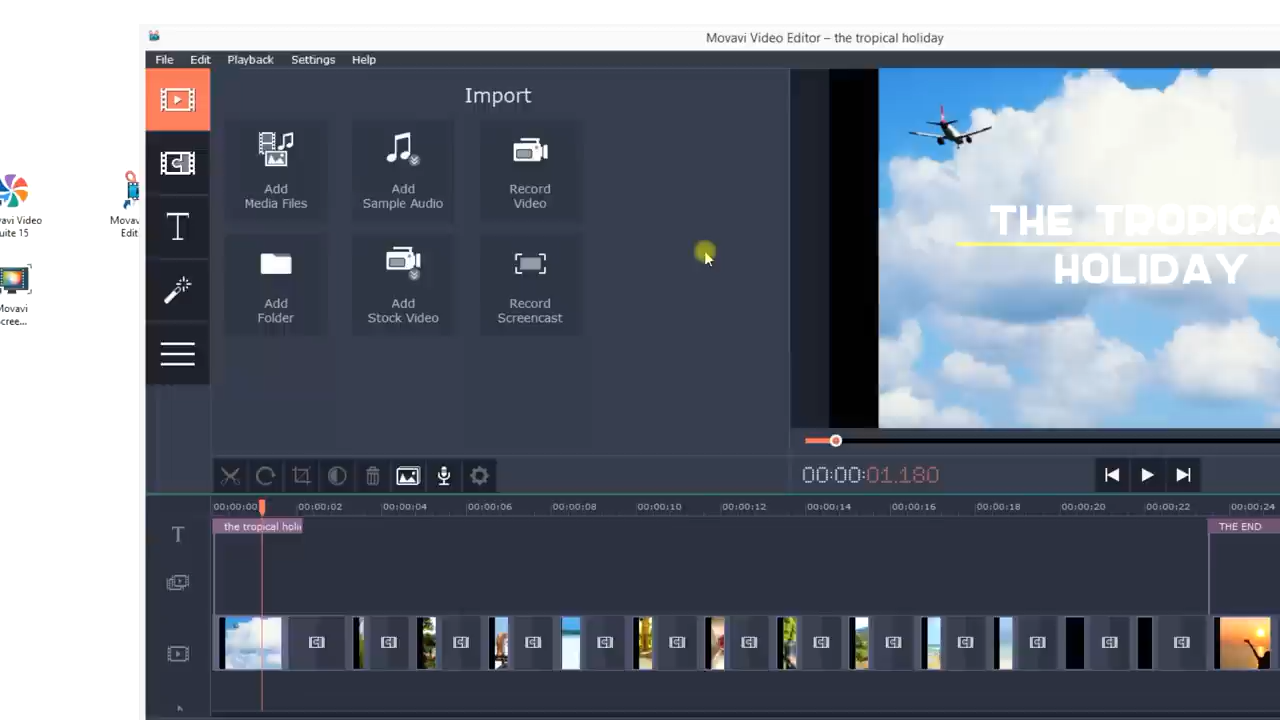 Movavi Video Editor – the tropical holiday
File Edit Playback Settings Help
Import
Add
Media Files
Add
Sample Audio
Record
Video
Add
Folder
Add
Stock Video
Record
Screencast
avi Video
uite 15
Movav
Edit
Movavi
cree...
THE TROPICA
HOLIDAY
00:00:01.180
00:00:00 00:00:02 00:00:04 00:00:06 00:00:08 00:00:10 00:00:12 00:00:14 00:00:16 00:00:18 00:00:20 00:00:22 00:00:24
the tropical holi
THE END